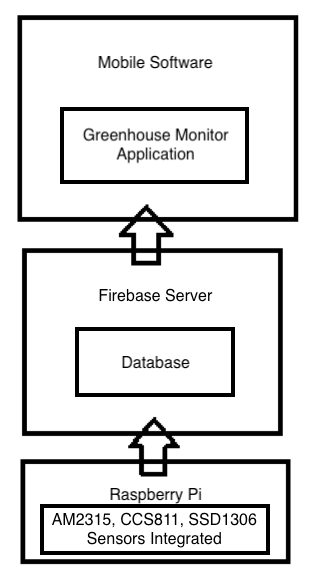 Mobile Software
Greenhouse Monitor
Application
Firebase Server
Database
Raspberry Pi
AM2315, CCS811, SSD1306
Sensors Integrated